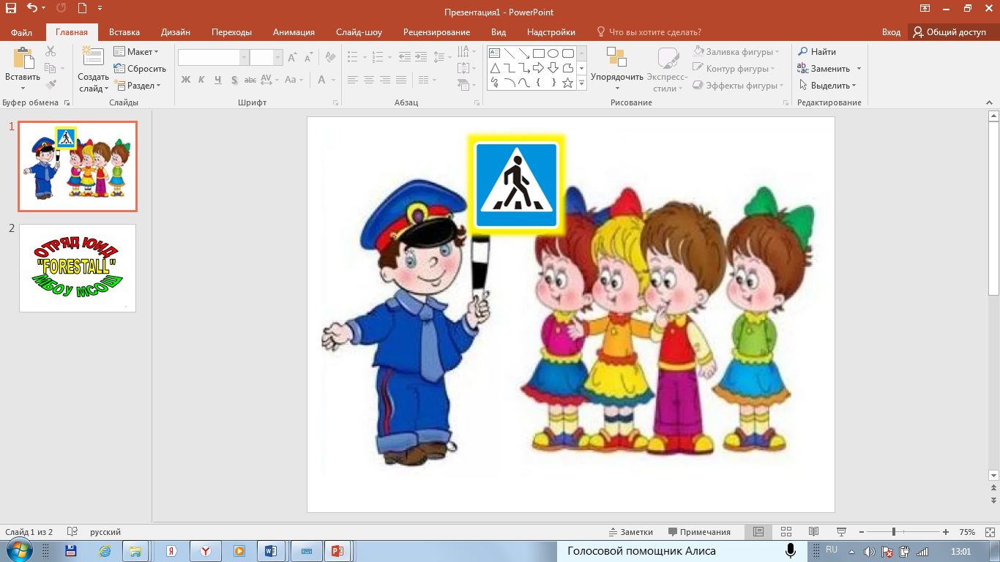 Презентация1 - PowerPoint
Файл
Главная
Вставка
Дизайн
Переходы
Анимация
Слайд-шоу
Рецензирование
Вид
Надстройки
Что вы хотите сделать?
Вход
Общий доступ
Вставить
Создать слайд
Макет
Сбросить
Раздел
Ж К Ч S abc AV Aa A
Упорядочить
Экспресс-стили
Заливка фигуры
Контур фигуры
Эффекты фигуры
Найти
Заменить
Выделить
Буфер обмена
Слайды
Шрифт
Абзац
Рисование
Редактирование
1
2
ОТРЯД ЮИД
"FORESTALL"
МБОУ МСОШ
Слайд 1 из 2
русский
Заметки
Примечания
75%
Голосовой помощник Алиса
RU
13:01